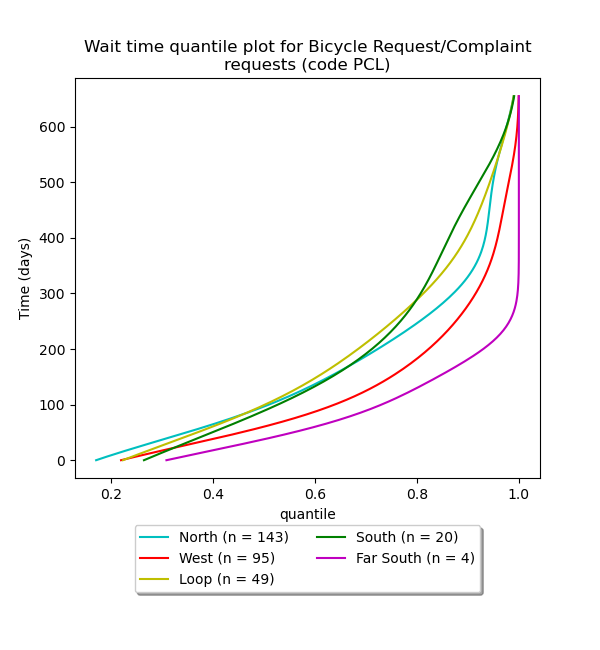 Wait time quantile plot for Bicycle Request/Complaint
requests (code PCL)
600
500
400
300
200
100
0
Time (days)
0.2 0.4 0.6 0.8 1.0
quantile
North (n = 143)
West (n = 95)
Loop (n = 49)
South (n = 20)
Far South (n = 4)